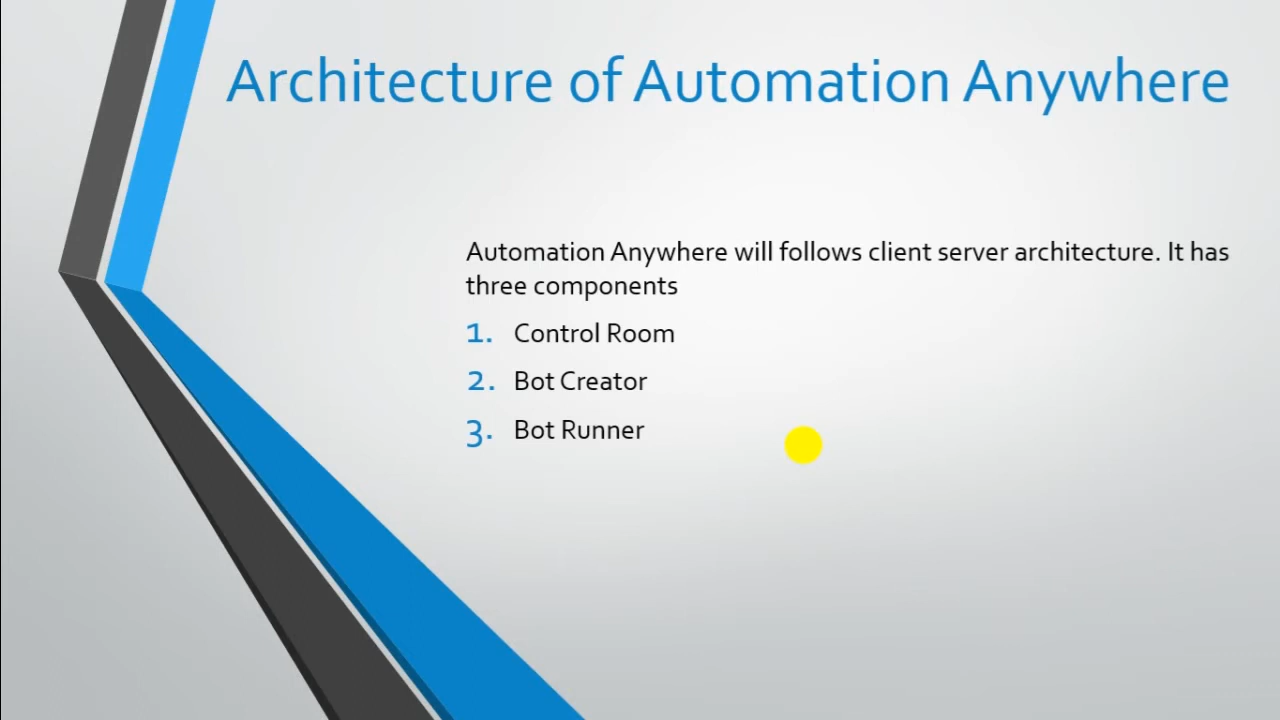 Architecture of Automation Anywhere
Automation Anywhere will follows client server architecture. It has
three components
1. Control Room
2. Bot Creator
3. Bot Runner